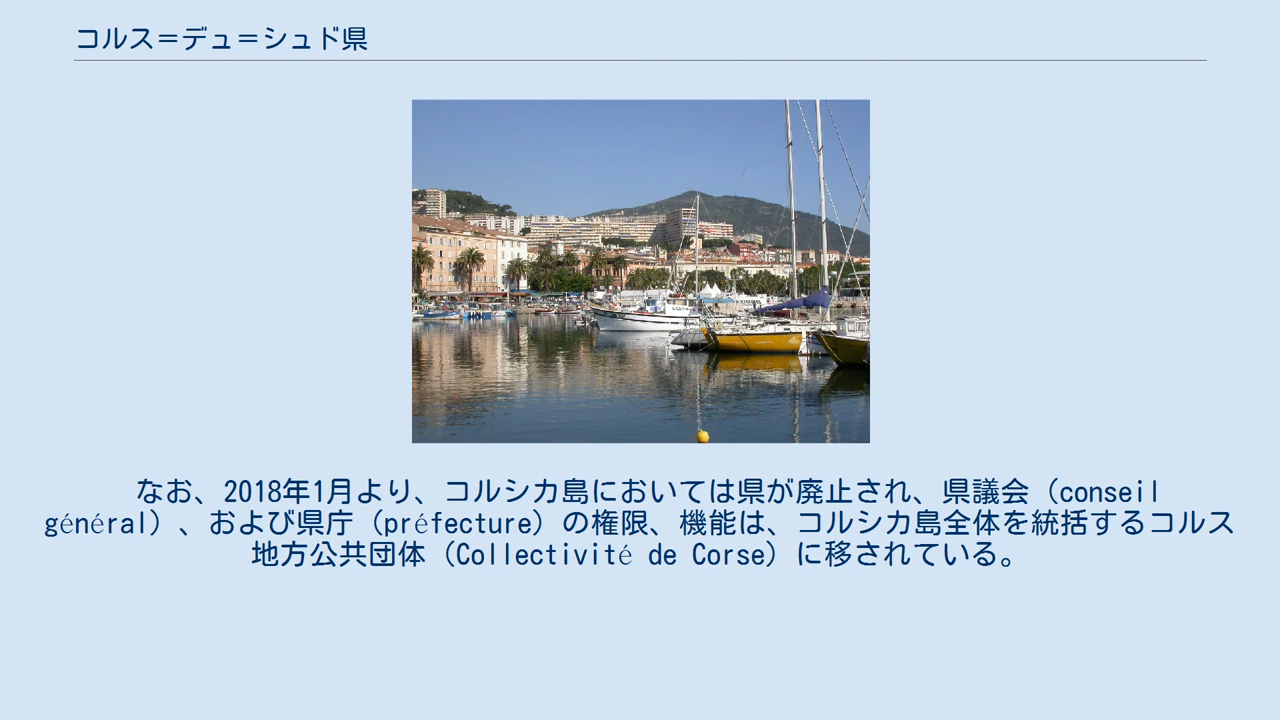 コルス＝デュ＝シュド県
なお、2018年1月より、コルシカ島においては県が廃止され、県議会（conseil
général）、および県庁（préfecture）の権限、機能は、コルシカ島全体を統括するコルス
地方公共団体（Collectivité de Corse）に移されている。